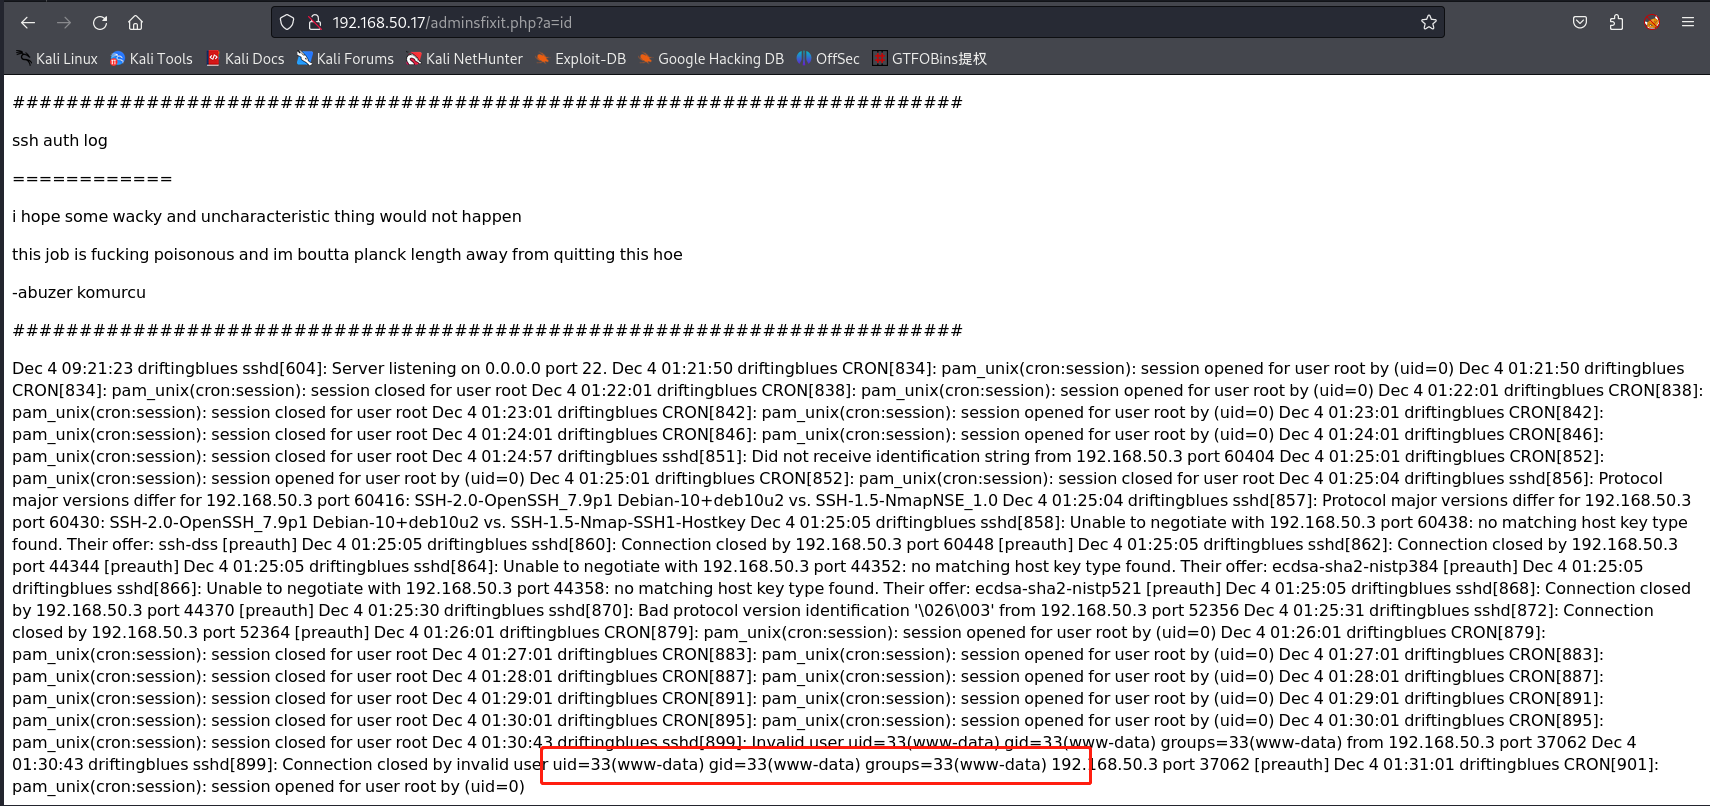 192.168.50.17/adminsfixit.php?a=id
Kali Linux Kali Tools Kali Docs Kali Forums Kali NetHunter Exploit-DB Google Hacking DB OffSec GTFOBins提权
#######################################################################
ssh auth log
============
i hope some wacky and uncharacteristic thing would not happen
this job is fucking poisonous and im boutta planck length away from quitting this hoe
-abuzer komurcu
#######################################################################
Dec 4 09:21:23 driftingblues sshd[604]: Server listening on 0.0.0.0 port 22. Dec 4 01:21:50 driftingblues CRON[834]: pam_unix(cron:session): session opened for user root by (uid=0) Dec 4 01:21:50 driftingblues
CRON[834]: pam_unix(cron:session): session closed for user root Dec 4 01:22:01 driftingblues CRON[838]: pam_unix(cron:session): session opened for user root by (uid=0) Dec 4 01:22:01 driftingblues CRON[838]:
pam_unix(cron:session): session closed for user root Dec 4 01:23:01 driftingblues CRON[842]: pam_unix(cron:session): session opened for user root by (uid=0) Dec 4 01:23:01 driftingblues CRON[842]:
pam_unix(cron:session): session closed for user root Dec 4 01:24:01 driftingblues CRON[846]: pam_unix(cron:session): session opened for user root by (uid=0) Dec 4 01:24:01 driftingblues CRON[846]:
pam_unix(cron:session): session closed for user root Dec 4 01:24:57 driftingblues sshd[851]: Did not receive identification string from 192.168.50.3 port 60404 Dec 4 01:25:01 driftingblues CRON[852]:
pam_unix(cron:session): session opened for user root by (uid=0) Dec 4 01:25:01 driftingblues CRON[852]: pam_unix(cron:session): session closed for user root Dec 4 01:25:04 driftingblues sshd[856]: Protocol
major versions differ for 192.168.50.3 port 60416: SSH-2.0-OpenSSH_7.9p1 Debian-10+deb10u2 vs. SSH-1.5-NmapNSE_1.0 Dec 4 01:25:04 driftingblues sshd[857]: Protocol major versions differ for 192.168.50.3
port 60430: SSH-2.0-OpenSSH_7.9p1 Debian-10+deb10u2 vs. SSH-1.5-Nmap-SSH1-Hostkey Dec 4 01:25:05 driftingblues sshd[858]: Unable to negotiate with 192.168.50.3 port 60438: no matching host key type
found. Their offer: ssh-dss [preauth] Dec 4 01:25:05 driftingblues sshd[860]: Connection closed by 192.168.50.3 port 60448 [preauth] Dec 4 01:25:05 driftingblues sshd[862]: Connection closed by 192.168.50.3
port 44344 [preauth] Dec 4 01:25:05 driftingblues sshd[864]: Unable to negotiate with 192.168.50.3 port 44352: no matching host key type found. Their offer: ecdsa-sha2-nistp384 [preauth] Dec 4 01:25:05
driftingblues sshd[866]: Unable to negotiate with 192.168.50.3 port 44358: no matching host key type found. Their offer: ecdsa-sha2-nistp521 [preauth] Dec 4 01:25:05 driftingblues sshd[868]: Connection closed
by 192.168.50.3 port 44370 [preauth] Dec 4 01:25:30 driftingblues sshd[870]: Bad protocol version identification '\026\003' from 192.168.50.3 port 52356 Dec 4 01:25:31 driftingblues sshd[872]: Connection
closed by 192.168.50.3 port 52364 [preauth] Dec 4 01:26:01 driftingblues CRON[879]: pam_unix(cron:session): session opened for user root by (uid=0) Dec 4 01:26:01 driftingblues CRON[879]:
pam_unix(cron:session): session closed for user root Dec 4 01:27:01 driftingblues CRON[883]: pam_unix(cron:session): session opened for user root by (uid=0) Dec 4 01:27:01 driftingblues CRON[883]:
pam_unix(cron:session): session closed for user root Dec 4 01:28:01 driftingblues CRON[887]: pam_unix(cron:session): session opened for user root by (uid=0) Dec 4 01:28:01 driftingblues CRON[887]:
pam_unix(cron:session): session closed for user root Dec 4 01:29:01 driftingblues CRON[891]: pam_unix(cron:session): session opened for user root by (uid=0) Dec 4 01:29:01 driftingblues CRON[891]:
pam_unix(cron:session): session closed for user root Dec 4 01:30:01 driftingblues CRON[895]: pam_unix(cron:session): session opened for user root by (uid=0) Dec 4 01:30:01 driftingblues CRON[895]:
pam_unix(cron:session): session closed for user root Dec 4 01:30:43 driftingblues sshd[899]: Invalid user uid=33(www-data) gid=33(www-data) groups=33(www-data) from 192.168.50.3 port 37062 Dec 4
01:30:43 driftingblues sshd[899]: Connection closed by invalid user uid=33(www-data) gid=33(www-data) groups=33(www-data) 192.168.50.3 port 37062 [preauth] Dec 4 01:31:01 driftingblues CRON[901]:
pam_unix(cron:session): session opened for user root by (uid=0)